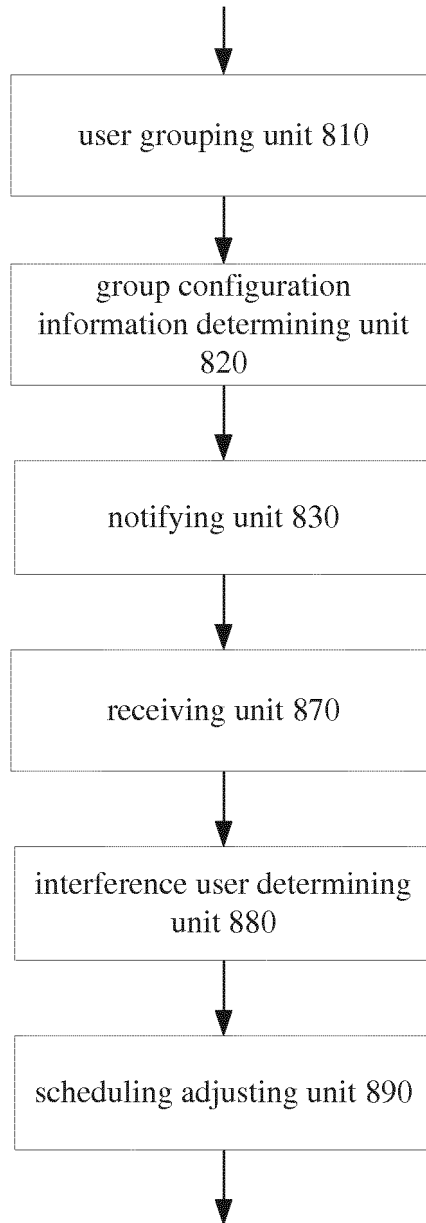 user grouping unit 810
group configuration
information determining unit
820
notifying unit 830
receiving unit 870
interference user determining
unit 880
scheduling adjusting unit 890